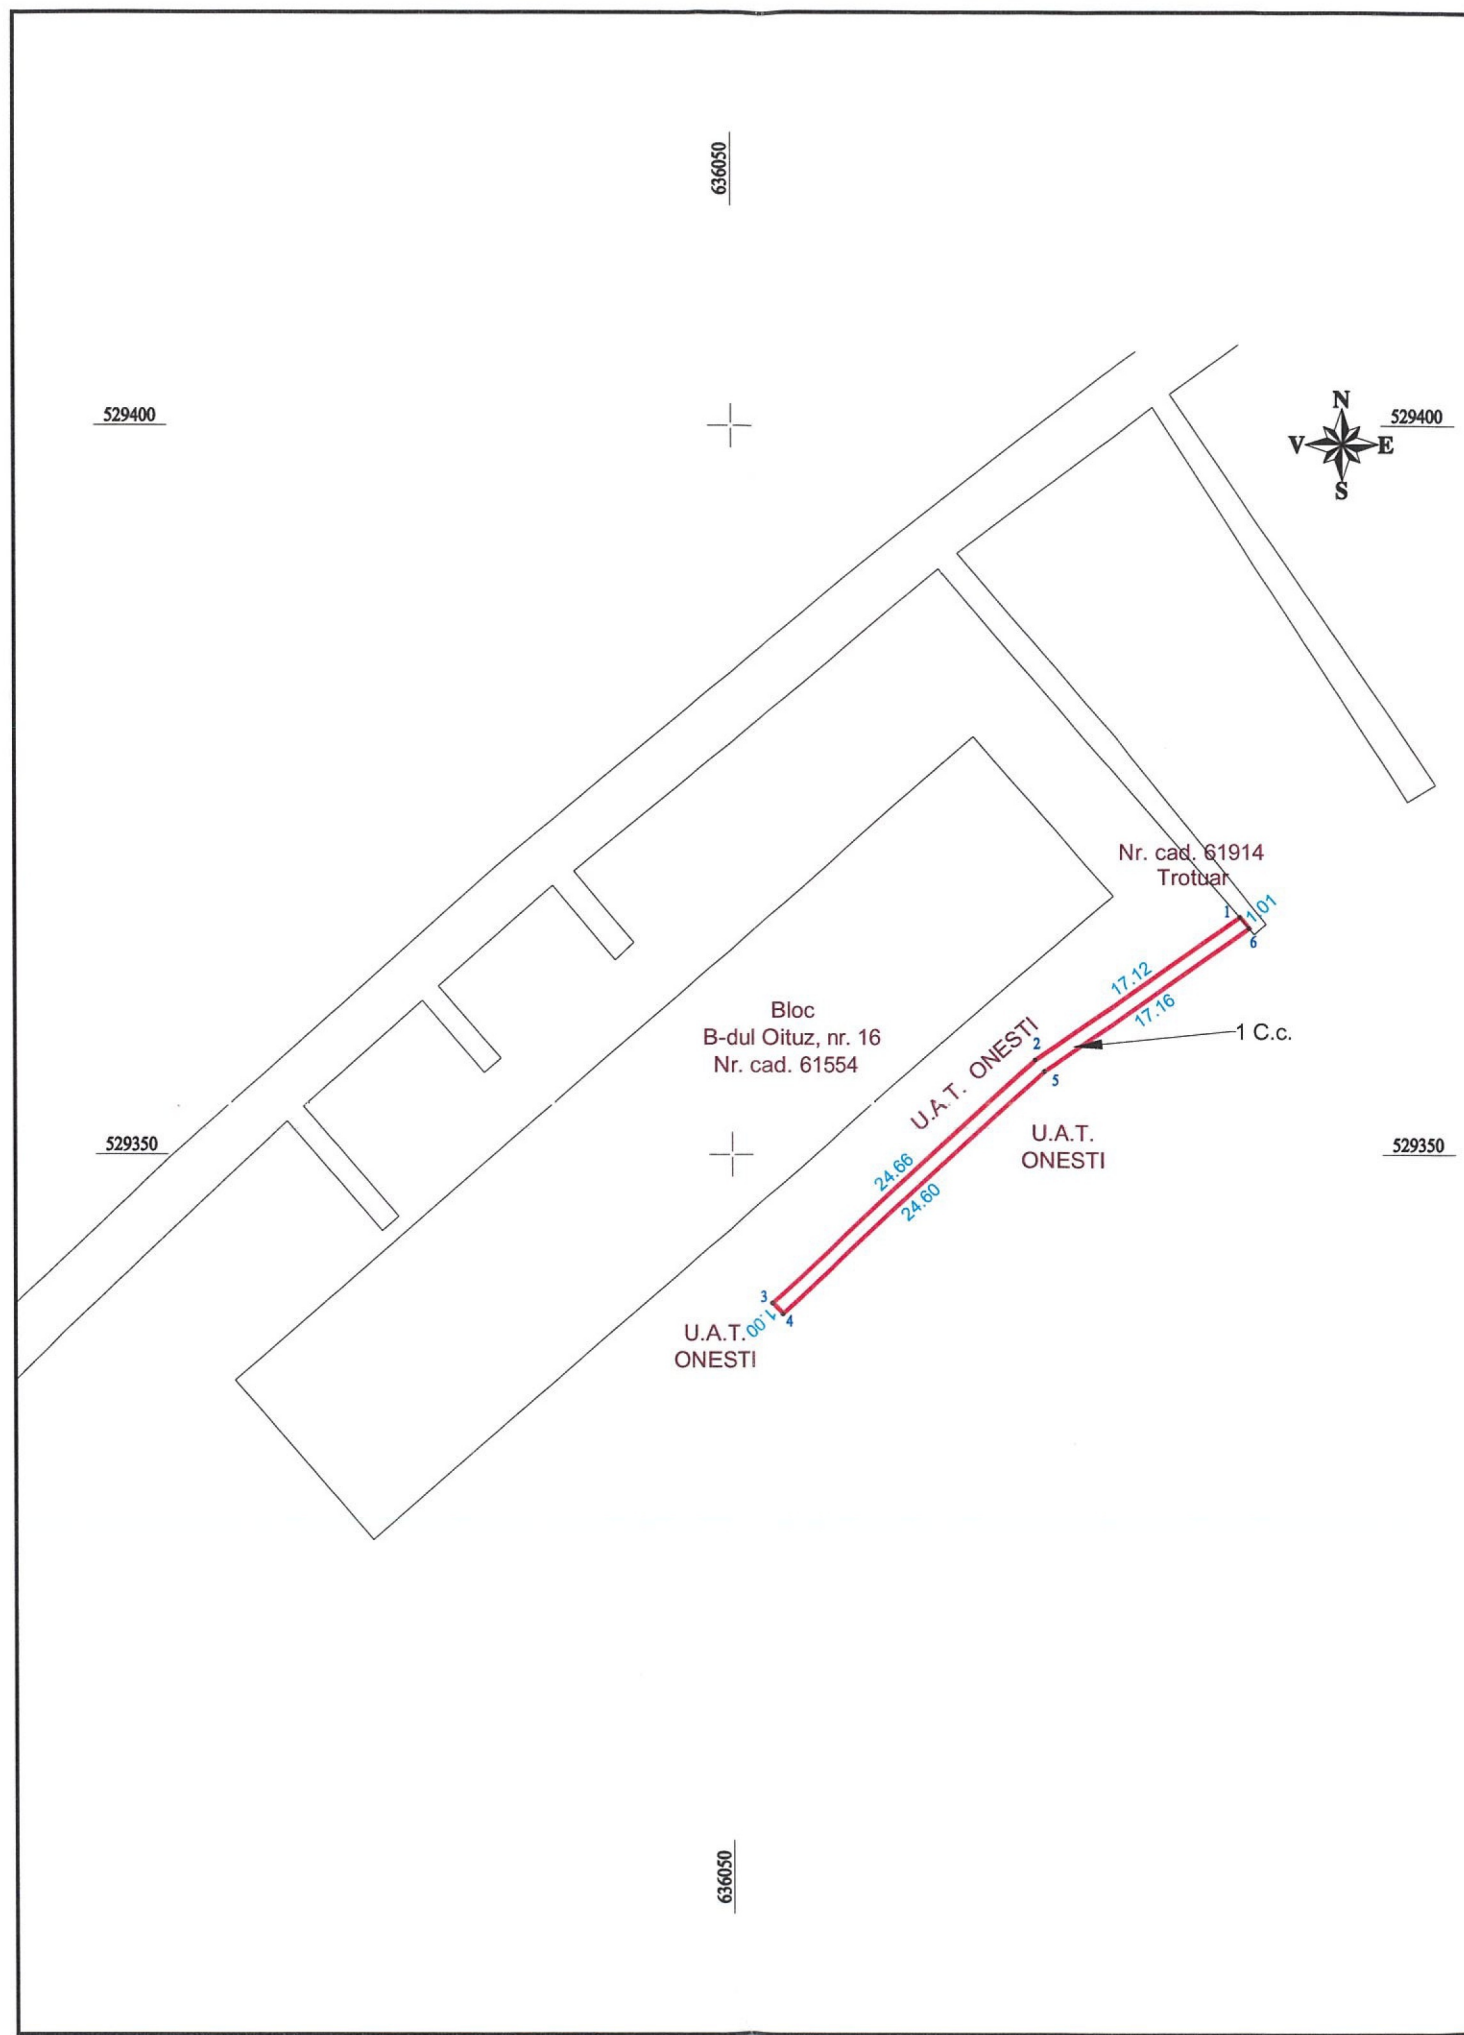 636050
529400
N
529400
V
E
S
Nr. cad. 61914
Trotuar
1
1.01
6
17.12
17.16
Bloc
B-dul Oituz, nr. 16
Nr. cad. 61554
U.A.T. ONESTI
2
1 C.c.
5
529350
U.A.T.
ONESTI
529350
24.66
24.60
3
4
1.00
U.A.T.
ONESTI
636050